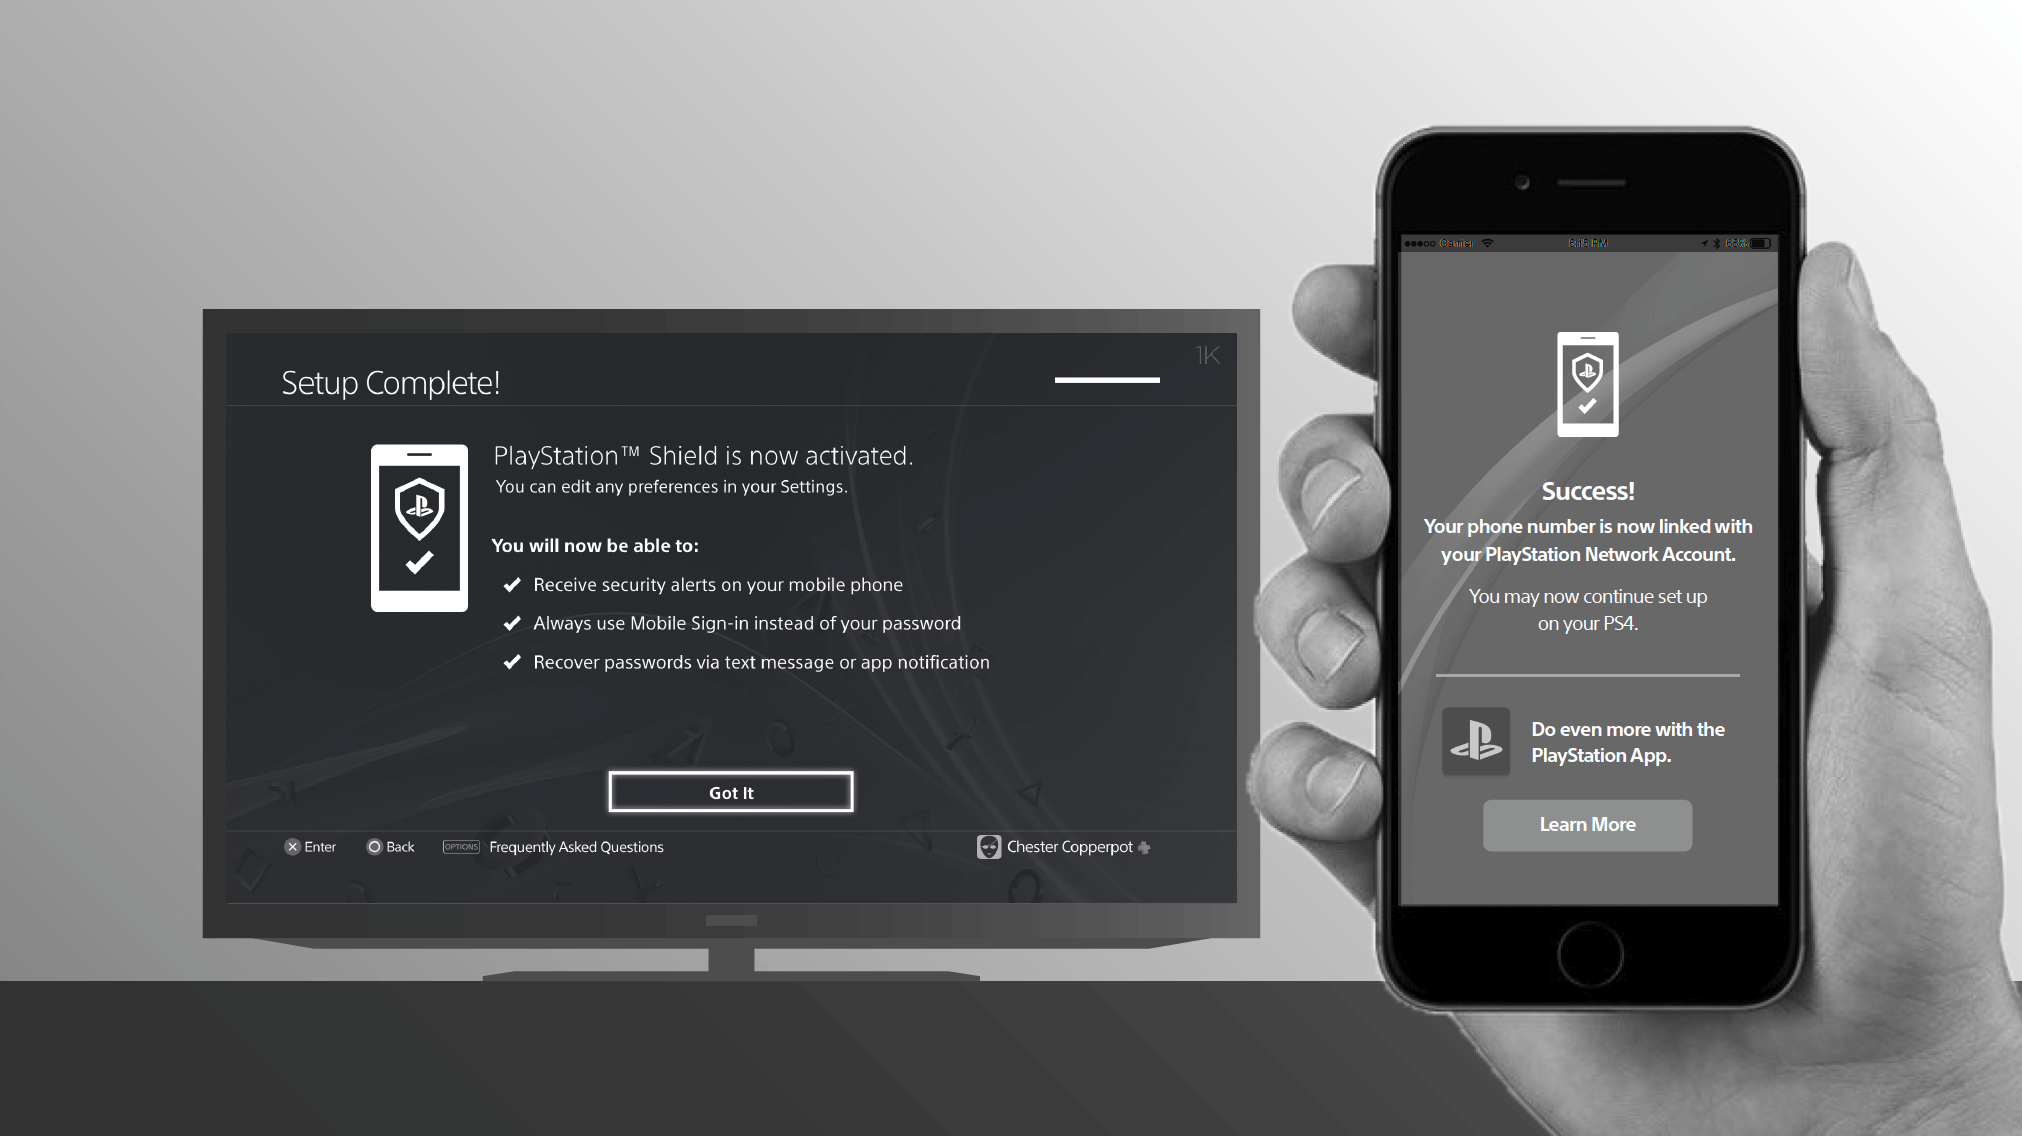 1K
Setup Complete!
PlayStation™ Shield is now activated.
You can edit any preferences in your Settings.
You will now be able to:
Receive security alerts on your mobile phone
Always use Mobile Sign-in instead of your password
Recover passwords via text message or app notification
Got It
Enter
Back
OPTIONS
Frequently Asked Questions
Chester Copperpot
Carrier
Success!
Your phone number is now linked with
your PlayStation Network Account.
You may now continue set up
on your PS4.
Do even more with the
PlayStation App.
Learn More